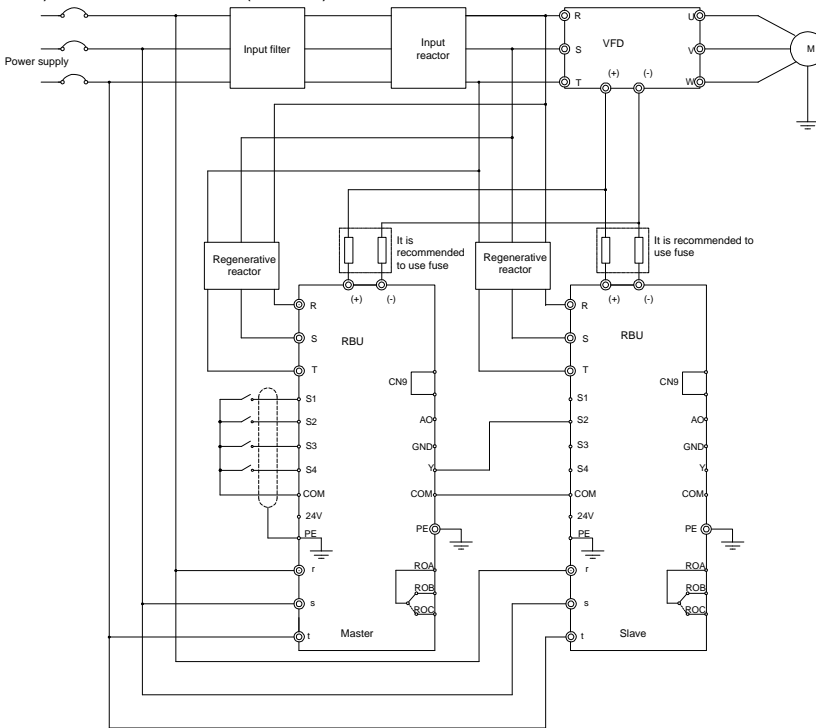 R
U
Input filter
Input
reactor
S
VFD
V
M
Power supply
T
(+)
(-)
W
It is
recommended
to use fuse
It is recommended to
use fuse
Regenerative
reactor
Regenerative
reactor
(+)
(-)
(+)
(-)
R
R
S
RBU
S
RBU
T
T
CN9
CN9
S1
S1
S2
AO
S2
AO
S3
GND
S3
GND
S4
Y
S4
Y
COM
COM
COM
COM
24V
24V
PE
PE
PE
PE
r
ROA
r
ROA
ROB
ROB
s
ROC
s
ROC
t
Master
t
Slave